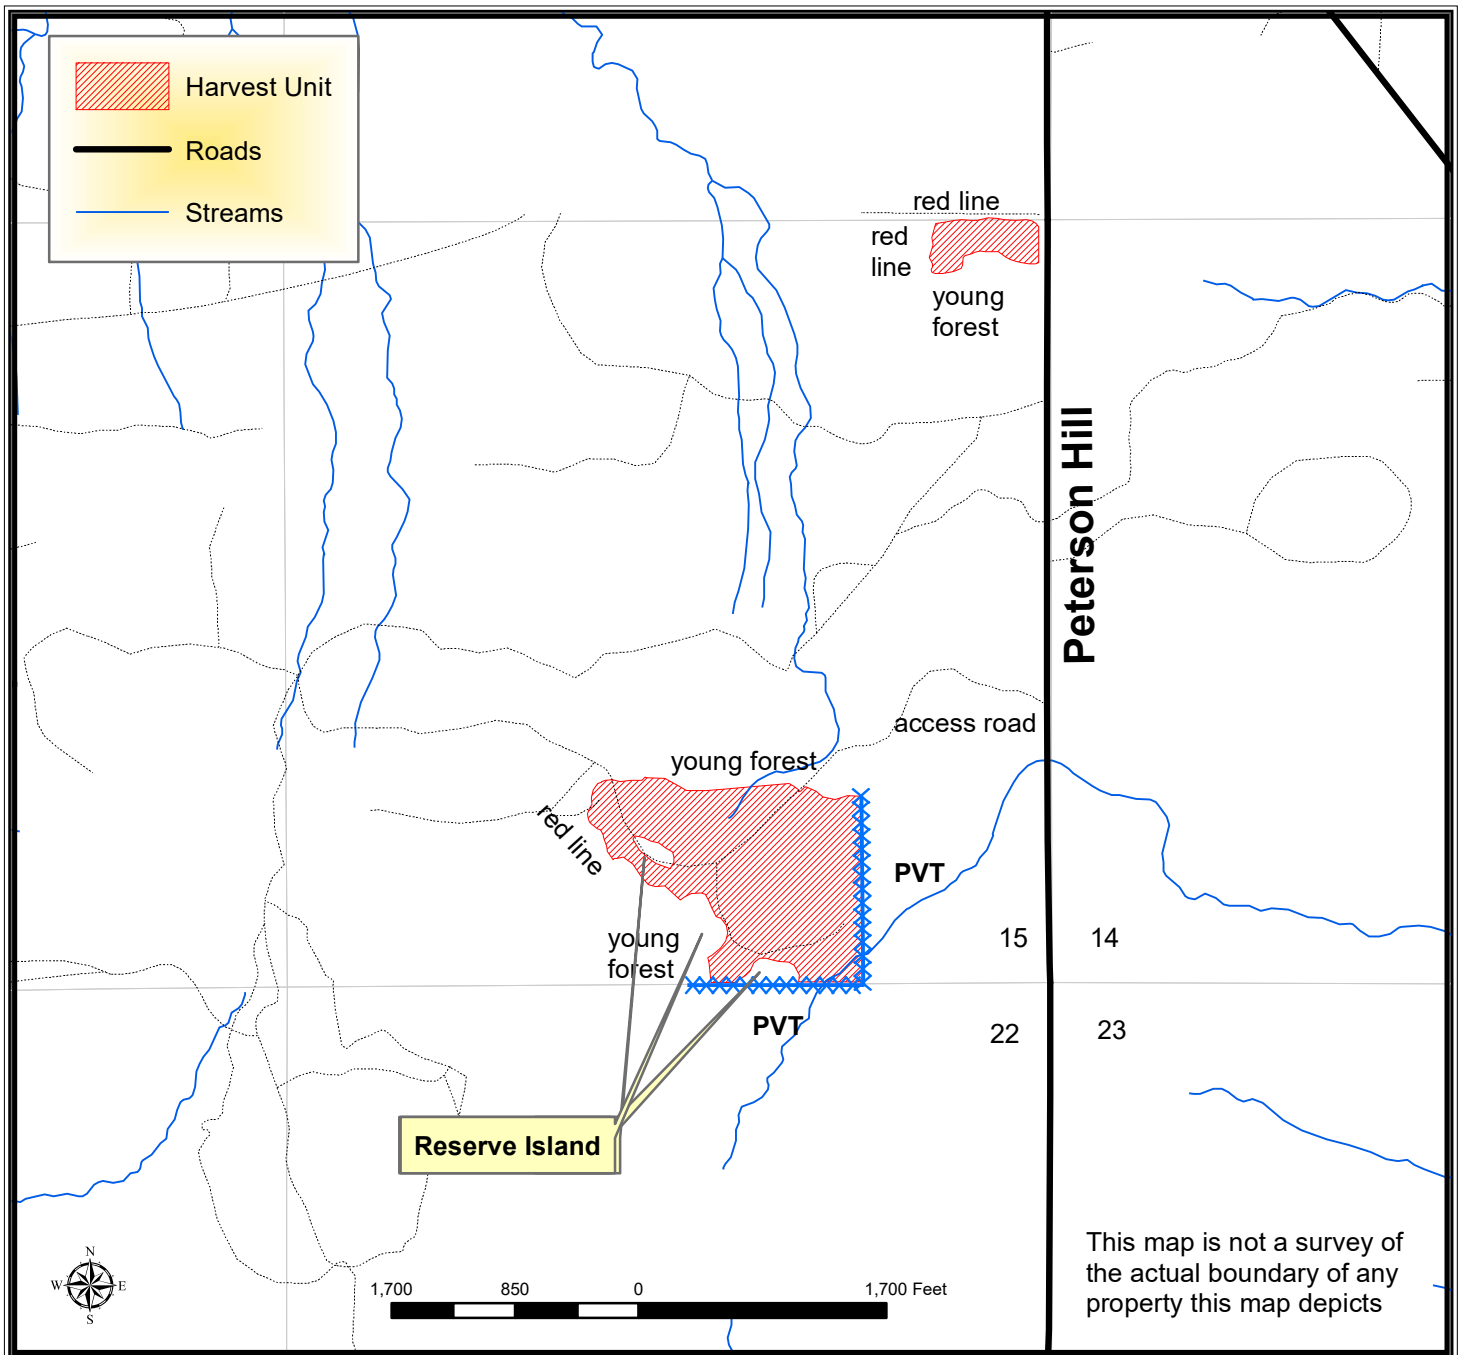 Harvest Unit
Roads
Streams
red line
red
line
young
forest
Peterson Hill
access road
young forest
red line
PVT
young
forest
15
14
PVT
22
23
Reserve Island
N
W
E
S
1,700
850
0
1,700 Feet
This map is not a survey of
the actual boundary of any
property this map depicts